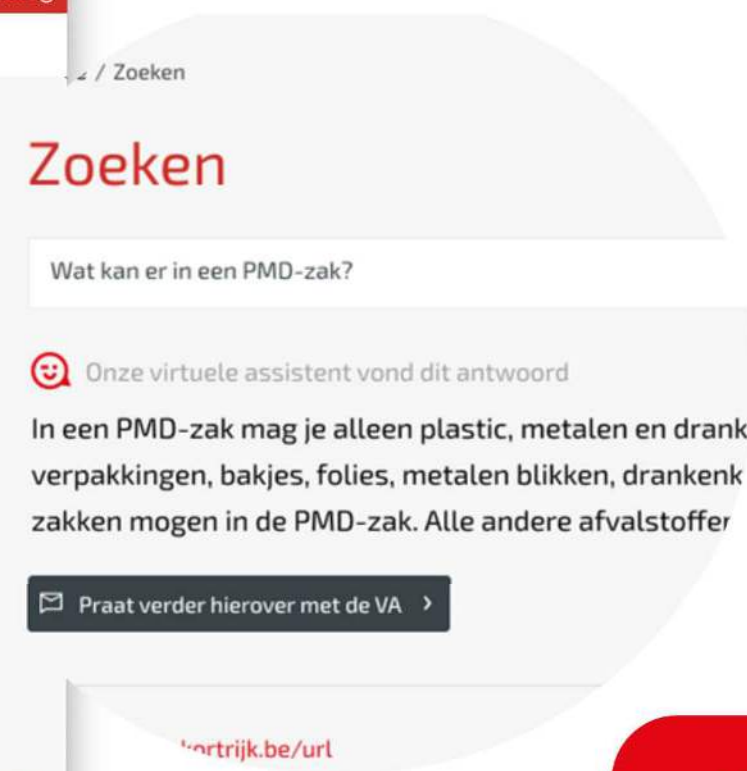 / Zoeken
Zoeken
Wat kan er in een PMD-zak?
Onze virtuele assistent vond dit antwoord
In een PMD-zak mag je alleen plastic, metalen en drank
verpakkingen, bakjes, folies, metalen blikken, drankenk
zakken mogen in de PMD-zak. Alle andere afvalstoffen
Praat verder hierover met de VA >
kortrijk.be/url